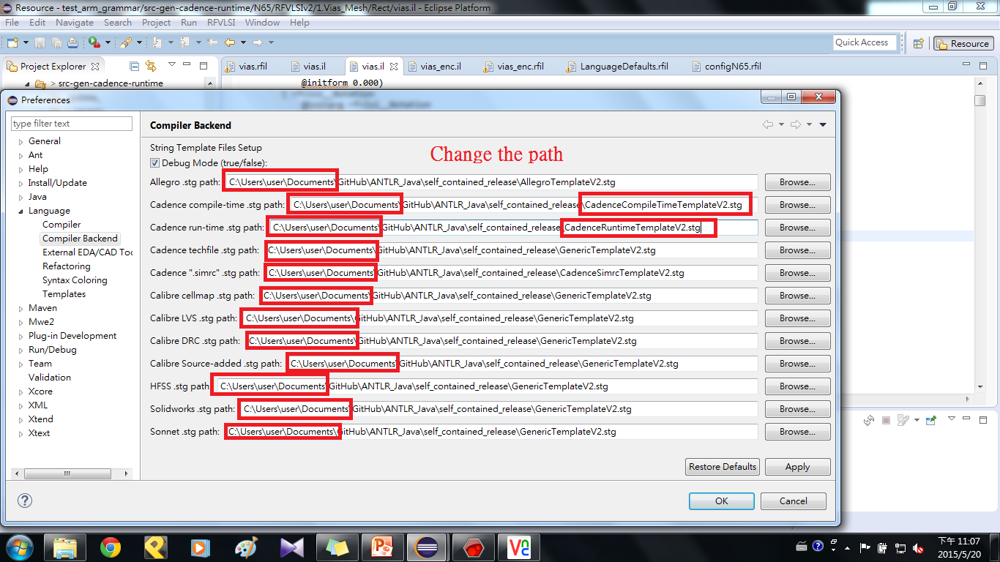 Resource - test_arm_grammar/src-gen-cadence-runtime/N65/RFVLSIv2/1.Vias_Mesh/Rect/vias.il - Eclipse Platform
File Edit Navigate Search Project Run RFVLSI Window Help
Quick Access Resource
Project Explorer vias.rfil vias.il vias.il vias_enc.il vias_enc.rfil LanguageDefaults.rfil configN65.rfil
> src-gen-cadence-runtime @initform 0.000)
Preferences
type filter text
General
Ant
Help
Install/Update
Java
Language
Compiler
Compiler Backend
External EDA/CAD Toc
Refactoring
Syntax Coloring
Templates
Maven
Mwe2
Plug-in Development
Run/Debug
Team
Validation
Xcore
XML
Xtend
Xtext
Compiler Backend
String Template Files Setup
Change the path
Debug Mode (true/false):
Allegro .stg path: C:\Users\user\Documents\GitHub\ANTLR_Java\self_contained_release\AllegroTemplateV2.stg Browse...
Cadence compile-time .stg path: C:\Users\user\Documents\GitHub\ANTLR_Java\self_contained_release\CadenceCompileTimeTemplateV2.stg Browse...
Cadence run-time .stg path: C:\Users\user\Documents\GitHub\ANTLR_Java\self_contained_release\CadenceRuntimeTemplateV2.stg Browse...
Cadence techfile .stg path: C:\Users\user\Documents\GitHub\ANTLR_Java\self_contained_release\GenericTemplateV2.stg Browse...
Cadence ".simrc" .stg path: C:\Users\user\Documents\GitHub\ANTLR_Java\self_contained_release\CadenceSimrcTemplateV2.stg Browse...
Calibre cellmap .stg path: C:\Users\user\Documents\GitHub\ANTLR_Java\self_contained_release\GenericTemplateV2.stg Browse...
Calibre LVS .stg path: C:\Users\user\Documents\GitHub\ANTLR_Java\self_contained_release\GenericTemplateV2.stg Browse...
Calibre DRC .stg path: C:\Users\user\Documents\GitHub\ANTLR_Java\self_contained_release\GenericTemplateV2.stg Browse...
Calibre Source-added .stg path: C:\Users\user\Documents\GitHub\ANTLR_Java\self_contained_release\GenericTemplateV2.stg Browse...
HFSS .stg path: C:\Users\user\Documents\GitHub\ANTLR_Java\self_contained_release\GenericTemplateV2.stg Browse...
Solidworks .stg path: C:\Users\user\Documents\GitHub\ANTLR_Java\self_contained_release\GenericTemplateV2.stg Browse...
Sonnet .stg path: C:\Users\user\Documents\GitHub\ANTLR_Java\self_contained_release\GenericTemplateV2.stg Browse...
Restore Defaults Apply
OK Cancel
下午 11:07
2015/5/20